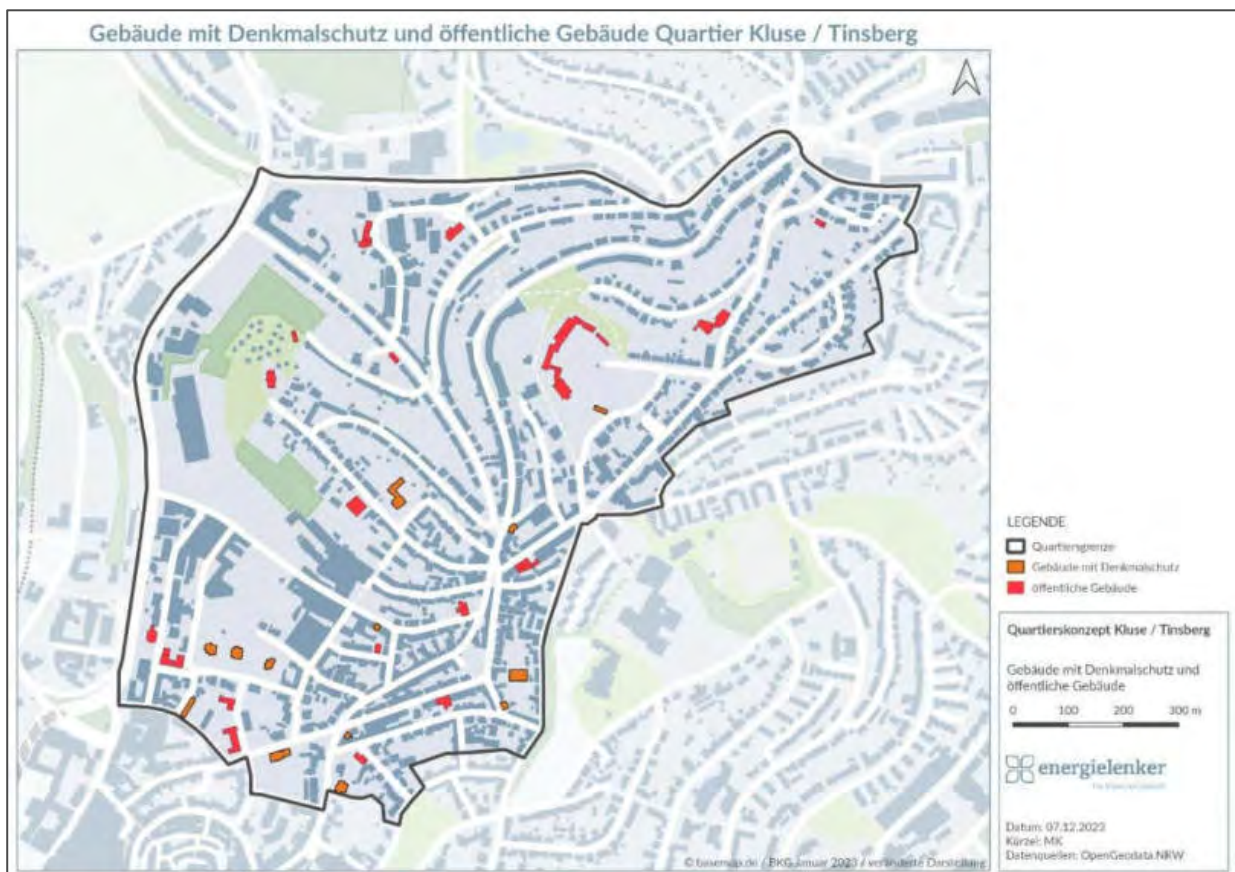 Gebäude mit Denkmalschutz und öffentliche Gebäude Quartier Kluse / Tinsberg
LEGENDE
Quartiersgrenze
Gebäude mit Denkmalschutz
öffentliche Gebäude
Quartierskonzept Kluse / Tinsberg
Gebäude mit Denkmalschutz und
öffentliche Gebäude
0 100 200 300 m
energielenker
Datum: 07.12.2023
Kürzel: MK
Datenquellen: OpenGeodata.NRW
© basemap.de / BKG Januar 2023 / veränderte Darstellung